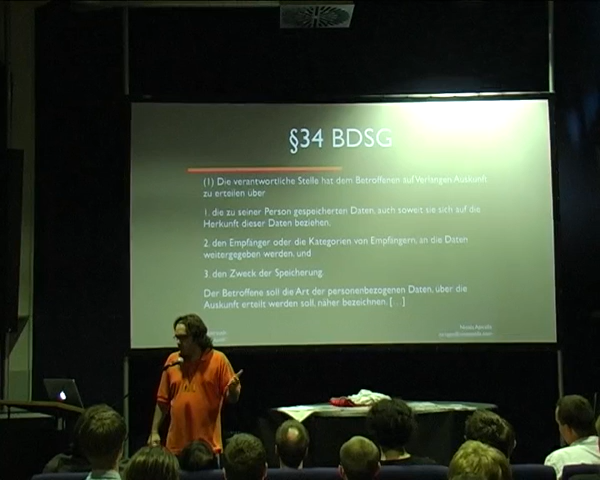 §34 BDSG
(1) Die verantwortliche Stelle hat dem Betroffenen auf Verlangen Auskunft
zu erteilen über
1. die zu seiner Person gespeicherten Daten, auch soweit sie sich auf die
Herkunft dieser Daten beziehen,
2. den Empfänger oder die Kategorien von Empfängern, an die Daten
weitergegeben werden, und
3. den Zweck der Speicherung.
Der Betroffene soll die Art der personenbezogenen Daten, über die
Auskunft erteilt werden soll, näher bezeichnen. [...]